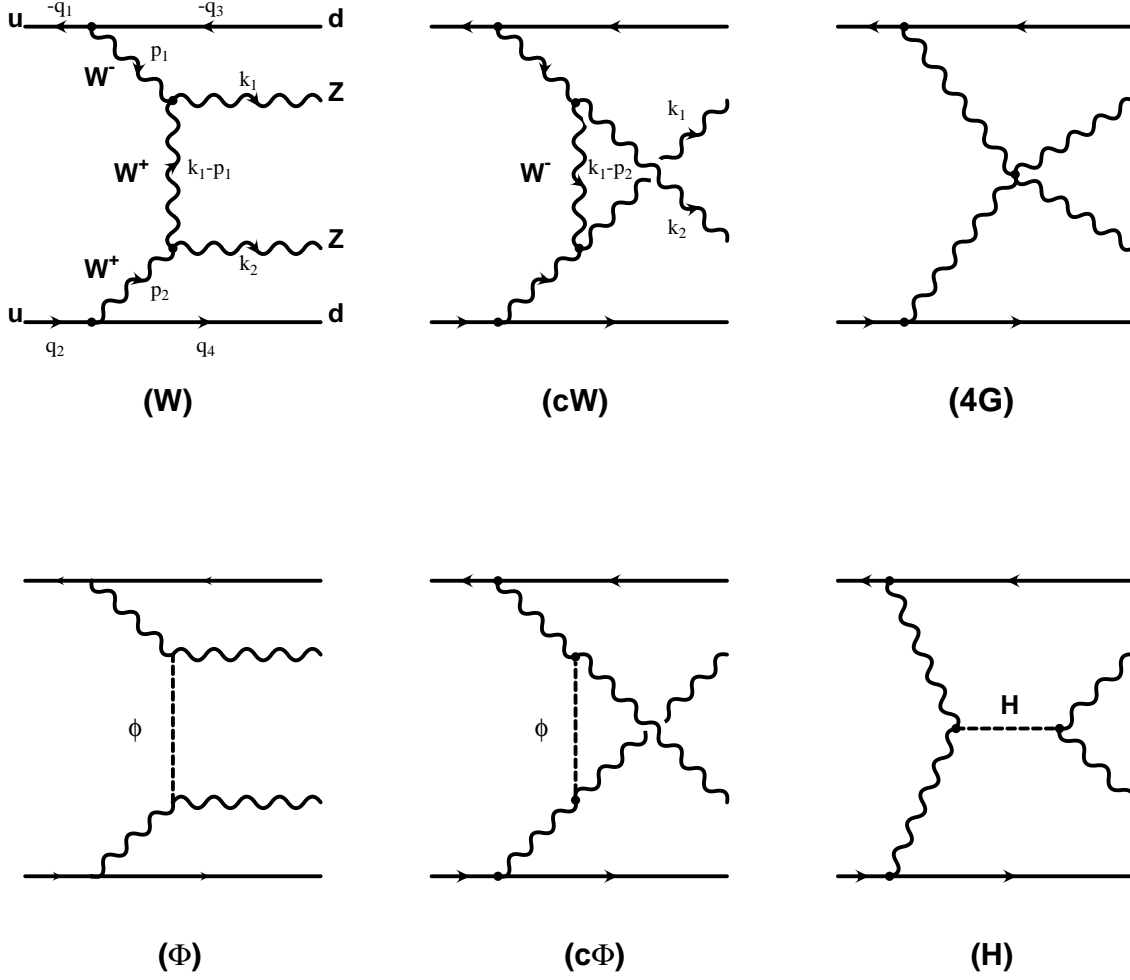 u -q₁ -q₃ d
p₁
W⁻ k₁ Z
W⁺ k₁-p₁
Z
W⁺ k₂
p₂
u d
q₂ q₄
(W)
k₁
W⁻ k₁-p₂
k₂
(cW)
(4G)
ϕ
(Φ)
ϕ
(cΦ)
H
(H)